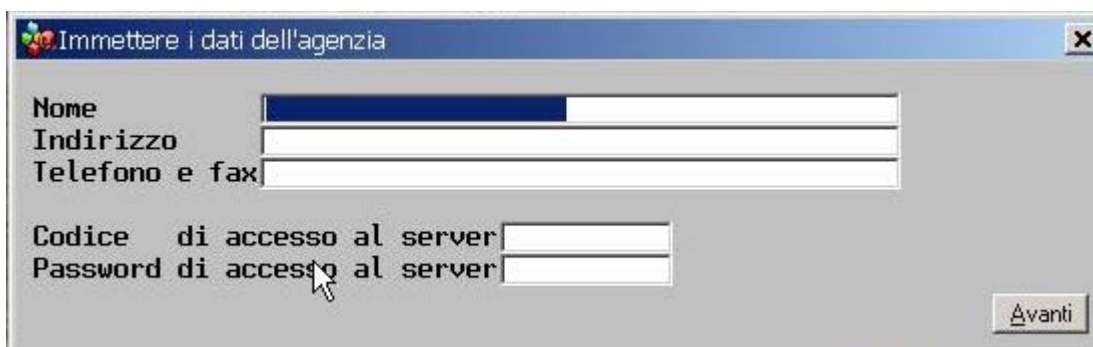 Immettere i dati dell'agenzia
Nome
Indirizzo
Telefono e fax
Codice di accesso al server
Password di accesso al server
Avanti